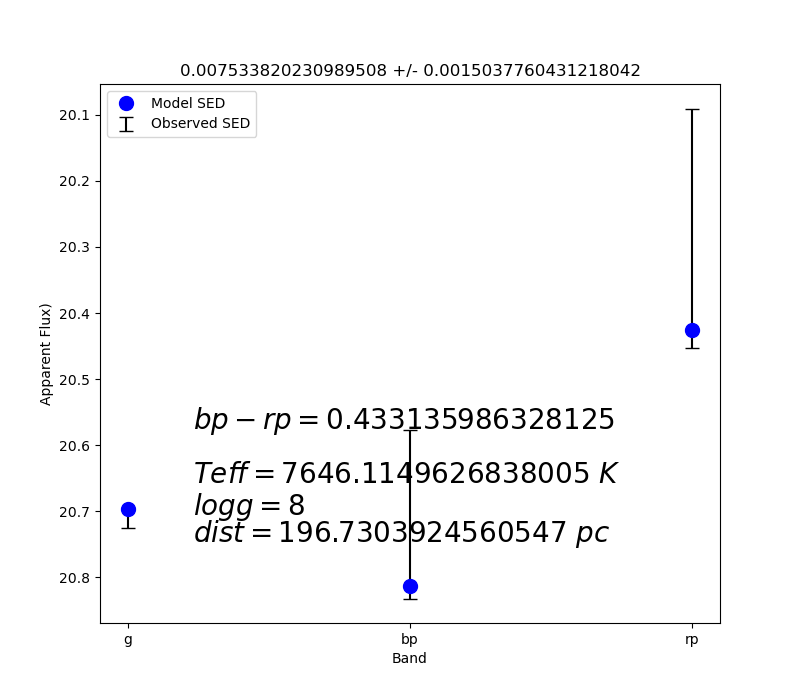 0.007533820230989508 +/- 0.0015037760431218042
Model SED
Observed SED
20.1
20.2
20.3
20.4
20.5
20.6
20.7
20.8
Apparent Flux)
bp − rp = 0.433135986328125
Teff = 7646.1149626838005 K
logg = 8
dist = 196.7303924560547 pc
g
bp
rp
Band